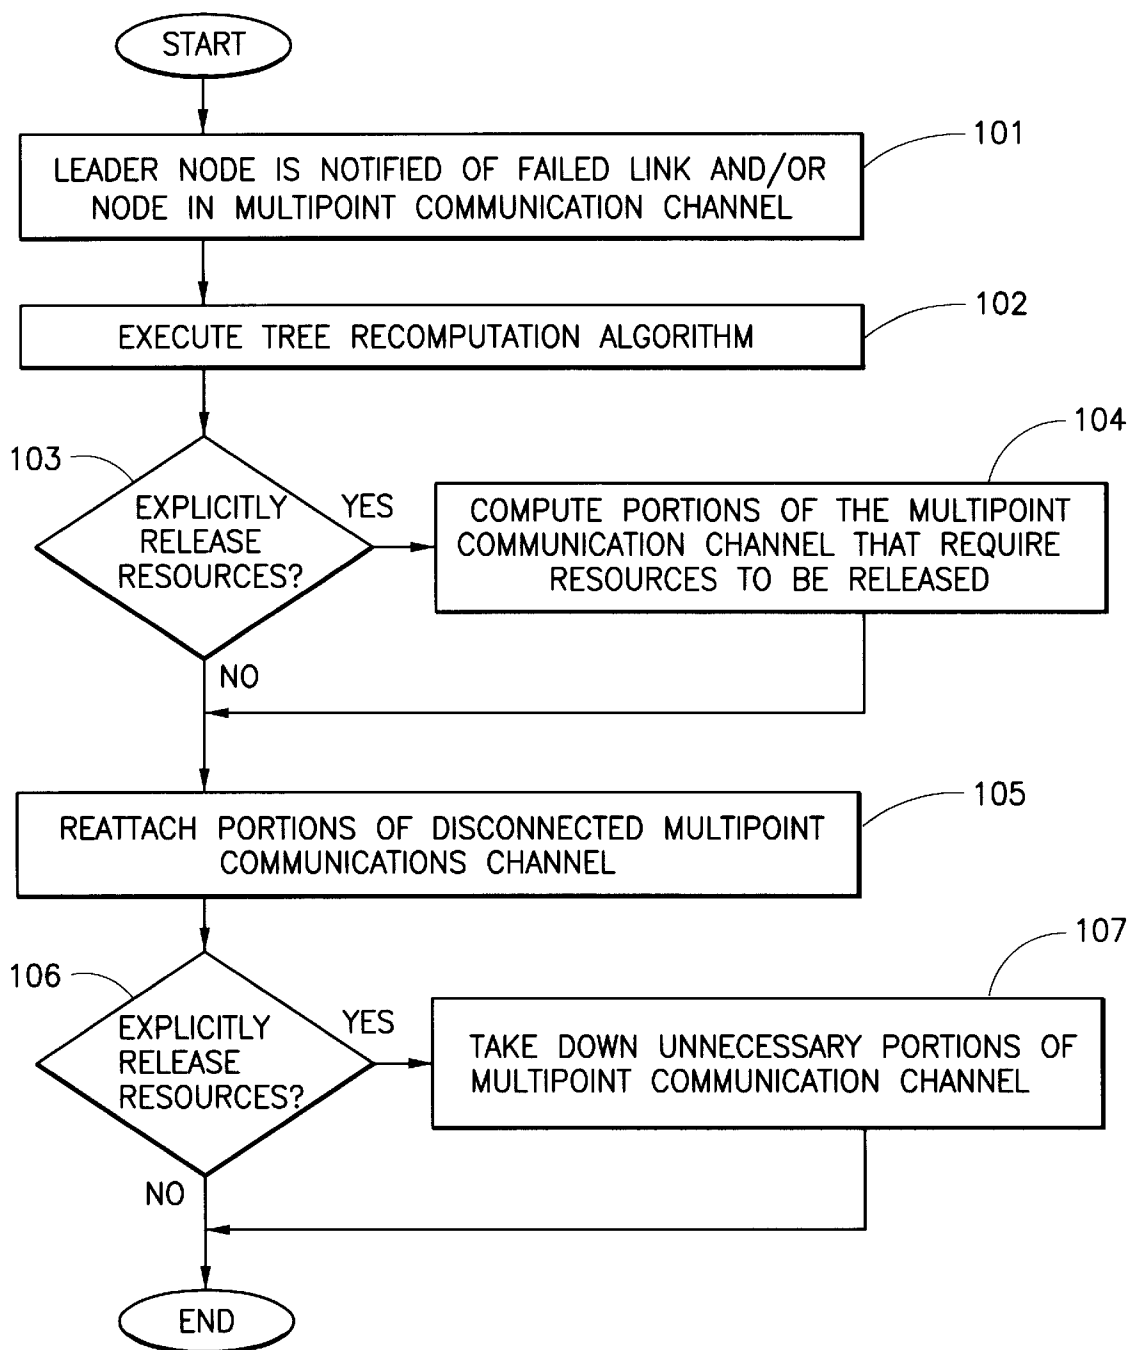 START
101
LEADER NODE IS NOTIFIED OF FAILED LINK AND/OR
NODE IN MULTIPOINT COMMUNICATION CHANNEL
102
EXECUTE TREE RECOMPUTATION ALGORITHM
103
EXPLICITLY
RELEASE
RESOURCES?
YES
104
COMPUTE PORTIONS OF THE MULTIPOINT
COMMUNICATION CHANNEL THAT REQUIRE
RESOURCES TO BE RELEASED
NO
105
REATTACH PORTIONS OF DISCONNECTED MULTIPOINT
COMMUNICATIONS CHANNEL
106
EXPLICITLY
RELEASE
RESOURCES?
YES
107
TAKE DOWN UNNECESSARY PORTIONS OF
MULTIPOINT COMMUNICATION CHANNEL
NO
END